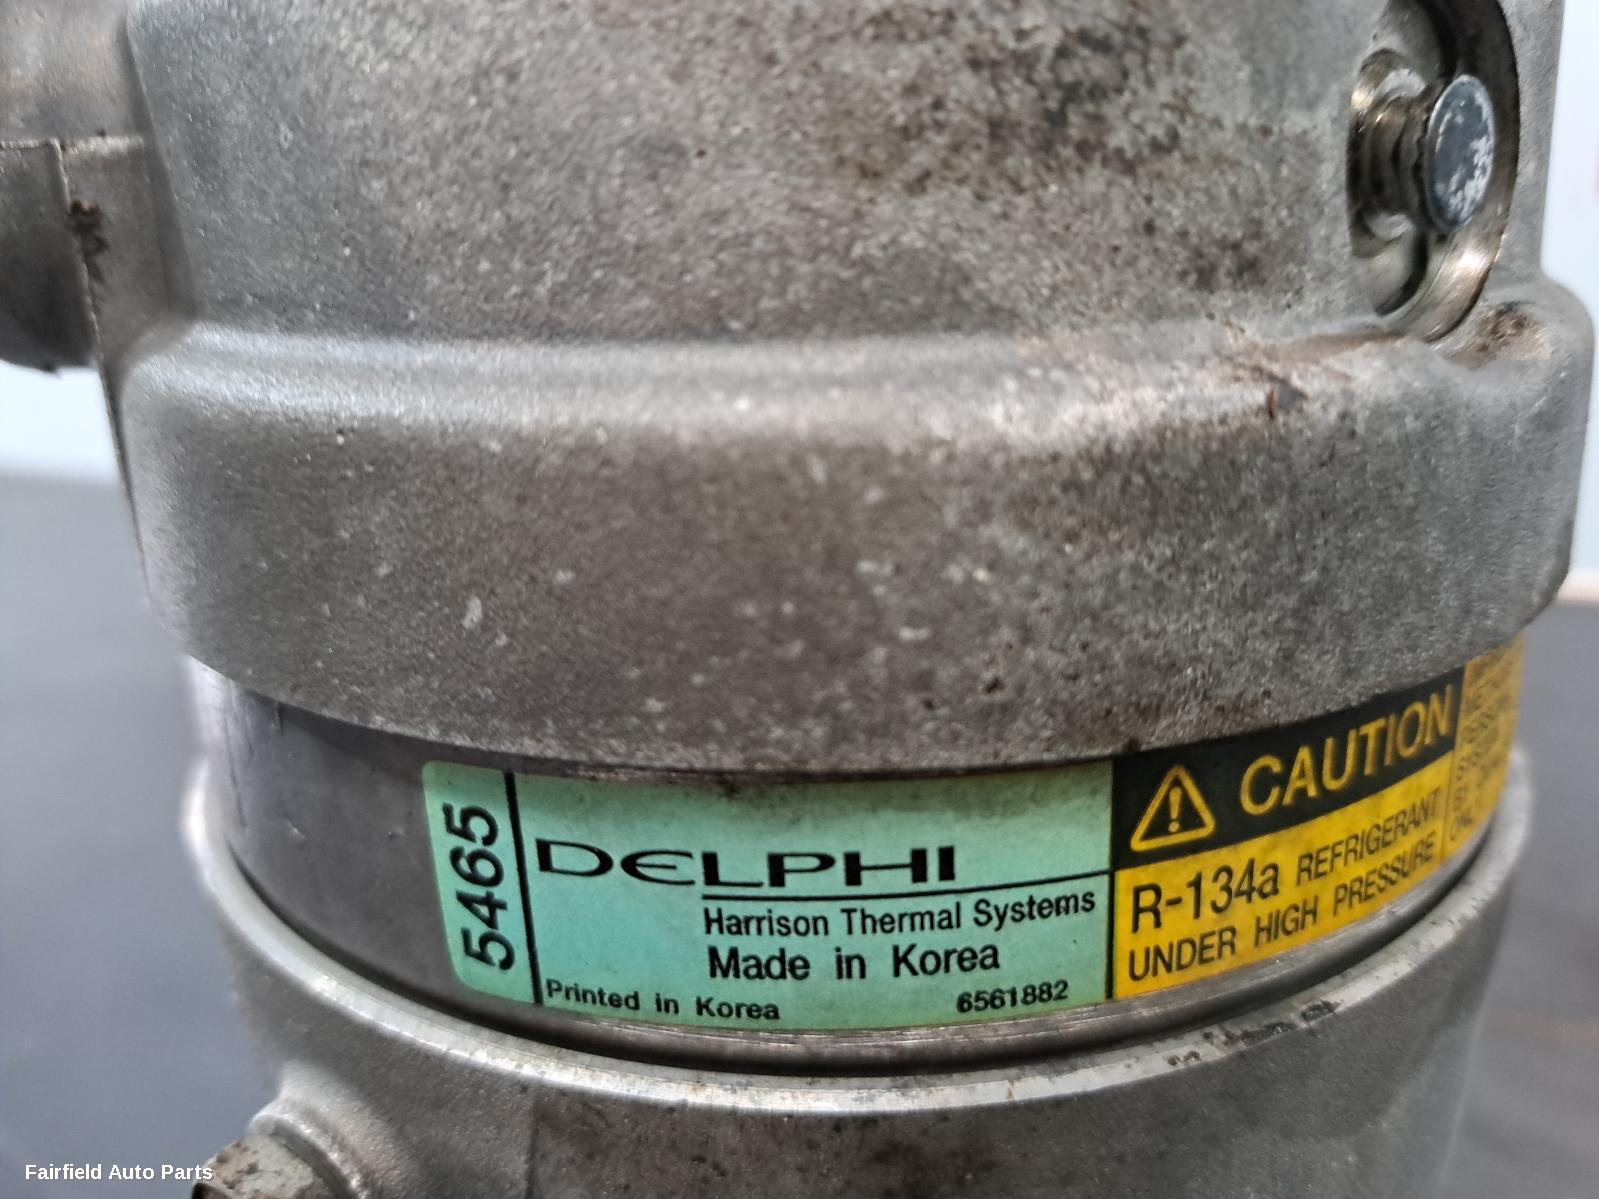 5465
DELPHI
Harrison Thermal Systems
Made in Korea
Printed in Korea 6561882
CAUTION
R-134a REFRIGERANT
UNDER HIGH PRESSURE
Fairfield Auto Parts